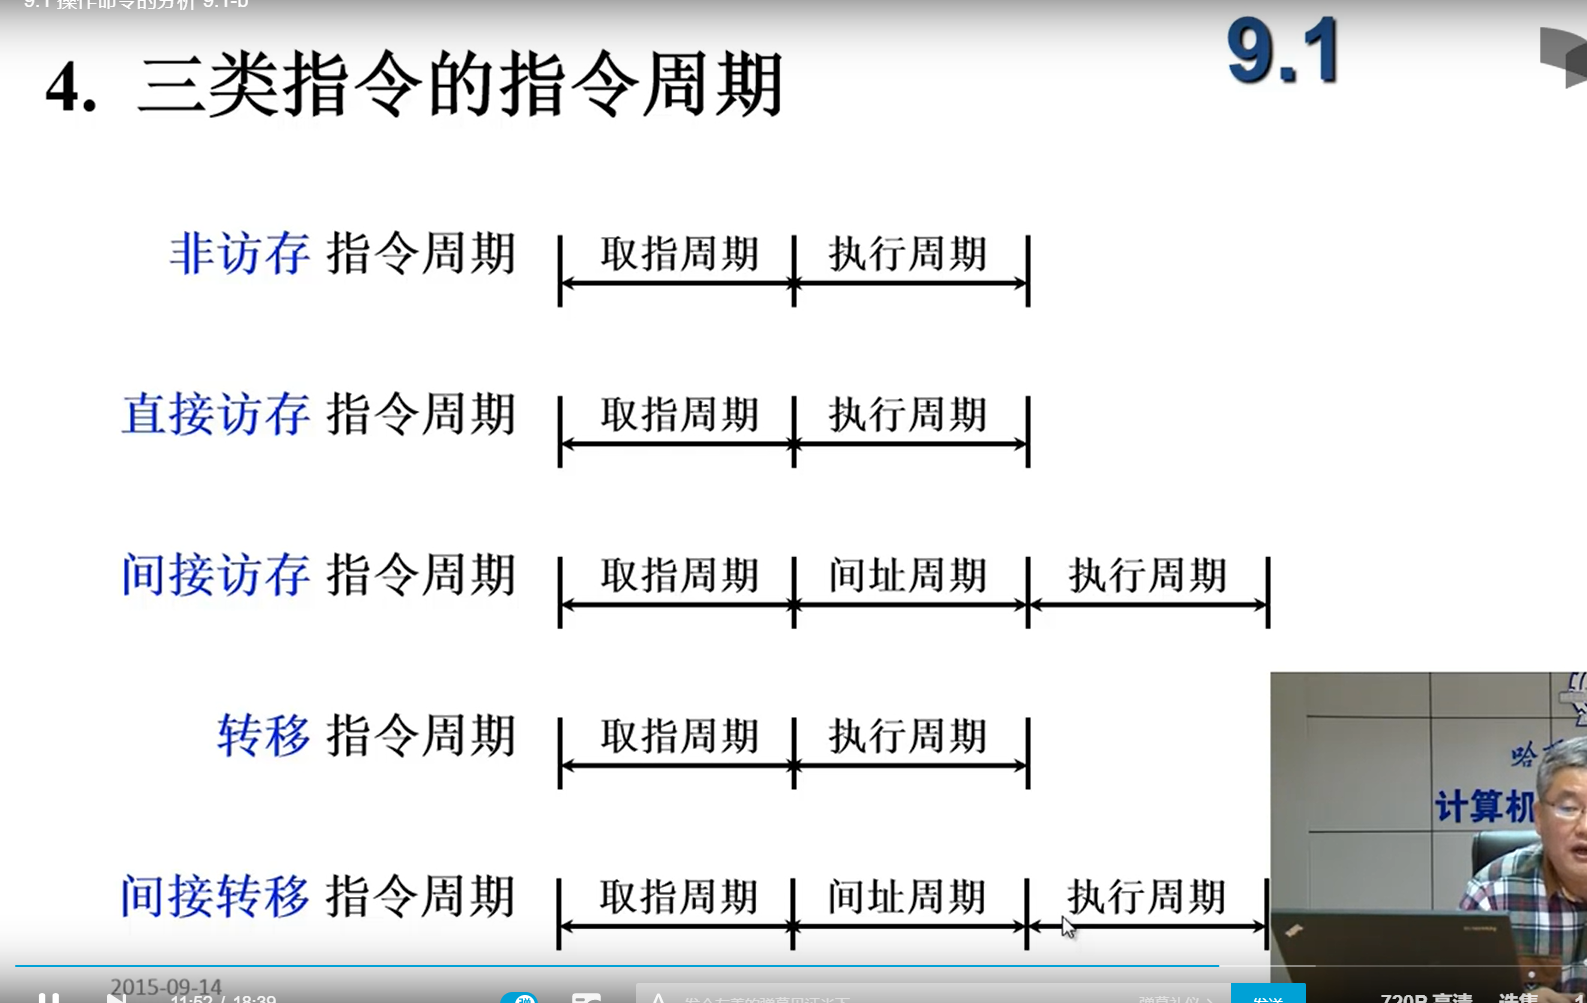 9.1 操作命令的分析 9.1-b
9.1
4. 三类指令的指令周期
非访存 指令周期 取指周期 执行周期
直接访存 指令周期 取指周期 执行周期
间接访存 指令周期 取指周期 间址周期 执行周期
转移 指令周期 取指周期 执行周期
间接转移 指令周期 取指周期 间址周期 执行周期
哈
计算机
2015-09-14
11:52 / 18:39
弹幕礼仪
发送
720P 高清
选集